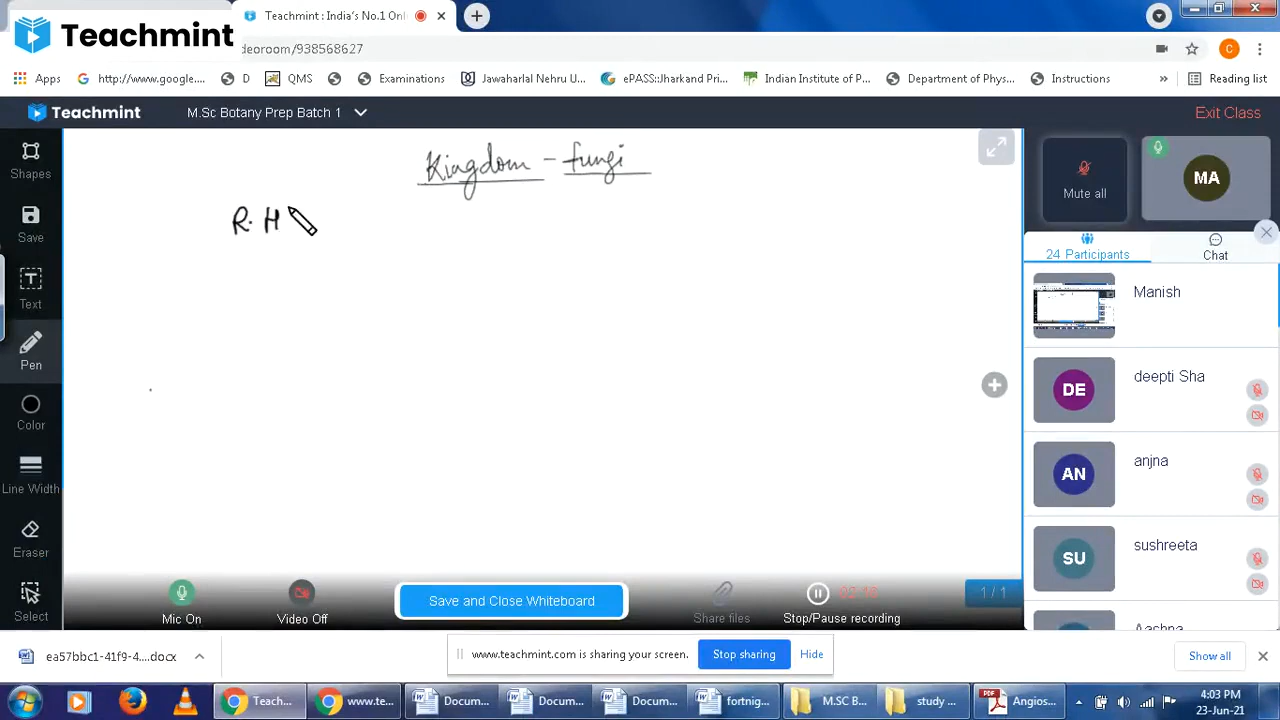 Teachmint : India's No.1 Onl
Teachmint
deoroom/938568627
Apps
http://www.google....
D
QMS
Examinations
Jawaharlal Nehru U...
ePASS::Jharkand Pri...
Indian Institute of P...
Department of Phys...
Instructions
»
Reading list
C
Teachmint
M.Sc Botany Prep Batch 1
Exit Class
Kingdom - fungi
R. H
Shapes
Save
Text
Pen
Color
Line Width
Eraser
Select
Mute all
MA
24 Participants
Chat
Manish
DE
deepti Sha
AN
anjna
SU
sushreeta
Aashna
Mic On
Video Off
Save and Close Whiteboard
Share files
02:18
Stop/Pause recording
1 / 1
ea57bbc1-41f9-4....docx
www.teachmint.com is sharing your screen.
Stop sharing
Hide
Show all
Teach...
www.te...
Docum...
Docum...
Docum...
fortnig...
M.SC B...
study ...
PDF
Angios...
4:03 PM
23-Jun-21